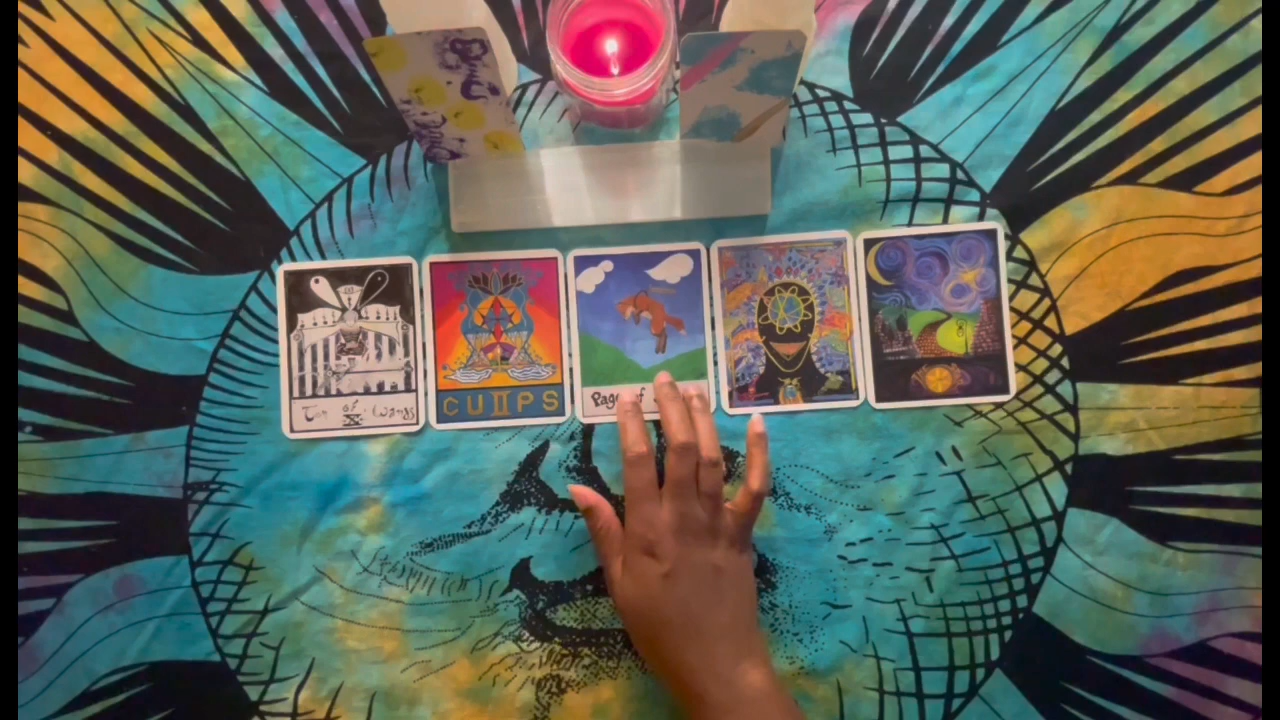 Ten of Wands
X
CUIIPS
Page of